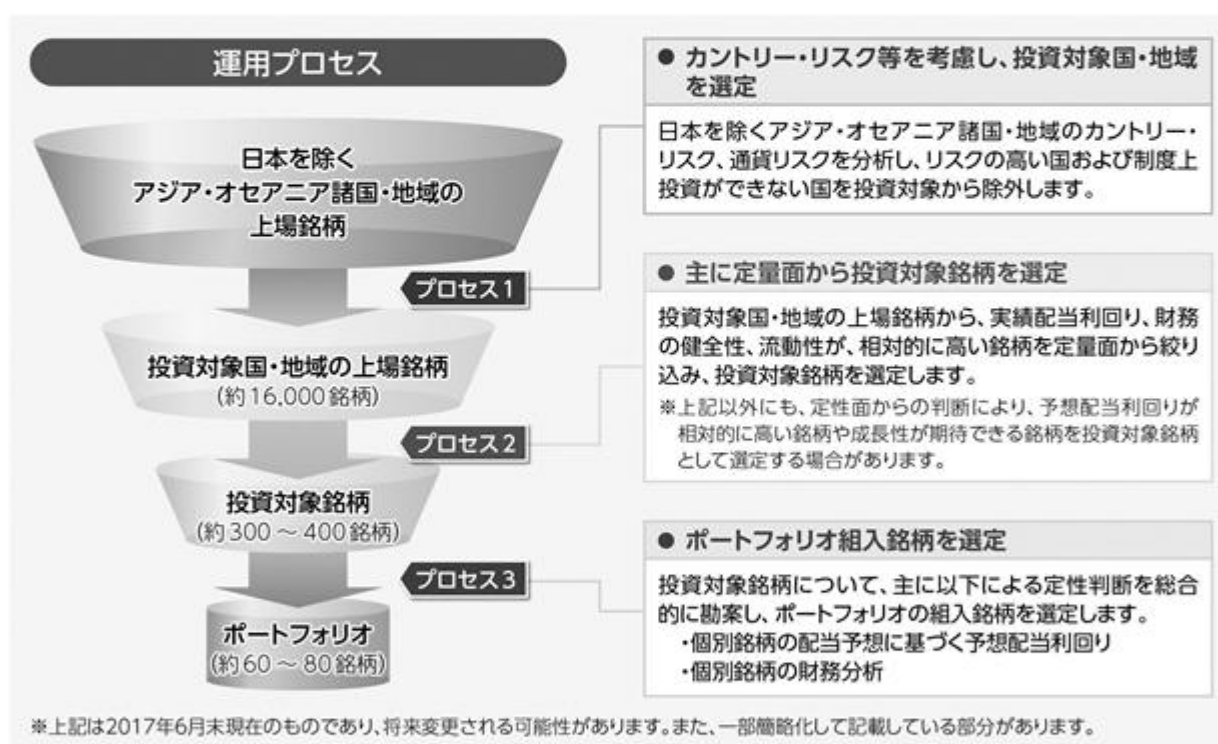 運用プロセス
日本を除く
アジア・オセアニア諸国・地域の
上場銘柄
プロセス1
投資対象国・地域の上場銘柄
(約16,000銘柄)
プロセス2
投資対象銘柄
(約300～400銘柄)
プロセス3
ポートフォリオ
(約60～80銘柄)
● カントリー・リスク等を考慮し、投資対象国・地域
を選定
日本を除くアジア・オセアニア諸国・地域のカントリー・
リスク、通貨リスクを分析し、リスクの高い国および制度上
投資ができない国を投資対象から除外します。
● 主に定量面から投資対象銘柄を選定
投資対象国・地域の上場銘柄から、実績配当利回り、財務
の健全性、流動性が、相対的に高い銘柄を定量面から絞り
込み、投資対象銘柄を選定します。
※上記以外にも、定性面からの判断により、予想配当利回りが
相対的に高い銘柄や成長性が期待できる銘柄を投資対象銘柄
として選定する場合があります。
● ポートフォリオ組入銘柄を選定
投資対象銘柄について、主に以下による定性判断を総合
的に勘案し、ポートフォリオの組入銘柄を選定します。
・個別銘柄の配当予想に基づく予想配当利回り
・個別銘柄の財務分析
※上記は2017年6月末現在のものであり、将来変更される可能性があります。また、一部簡略化して記載している部分があります。